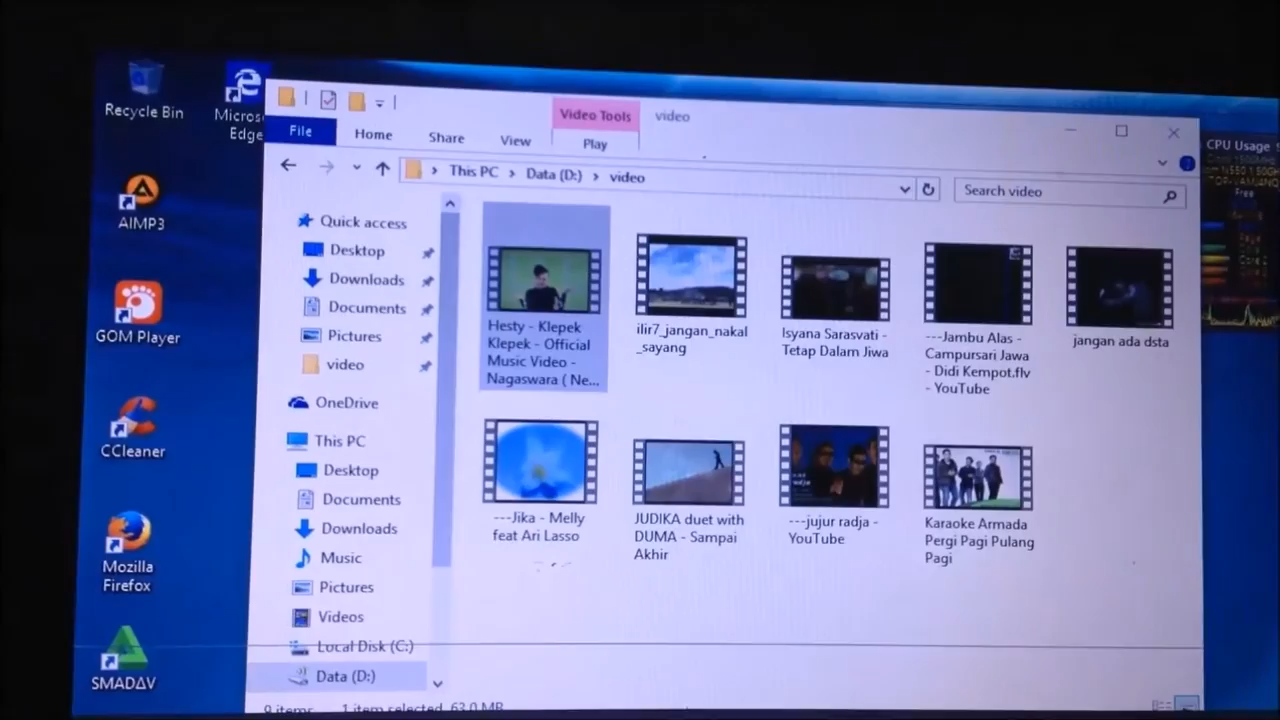 Recycle Bin
Micros
Edge
AIMP3
GOM Player
CCleaner
Mozilla
Firefox
SMADΔV
Video Tools
video
File
Home
Share
View
Play
This PC
Data (D:)
video
Search video
Quick access
Desktop
Downloads
Documents
Pictures
video
OneDrive
This PC
Desktop
Documents
Downloads
Music
Pictures
Videos
Local Disk (C:)
Data (D:)
Hesty - Klepek
Klepek - Official
Music Video -
Nagaswara ( Ne...
ilir7_jangan_nakal
_sayang
Isyana Sarasvati -
Tetap Dalam Jiwa
---Jambu Alas -
Campursari Jawa
- Didi Kempot.flv
- YouTube
jangan ada dsta
---Jika - Melly
feat Ari Lasso
JUDIKA duet with
DUMA - Sampai
Akhir
---jujur radja -
YouTube
Karaoke Armada
Pergi Pagi Pulang
Pagi
9 items
1 item selected 63.0 MB
CPU Usage
Free